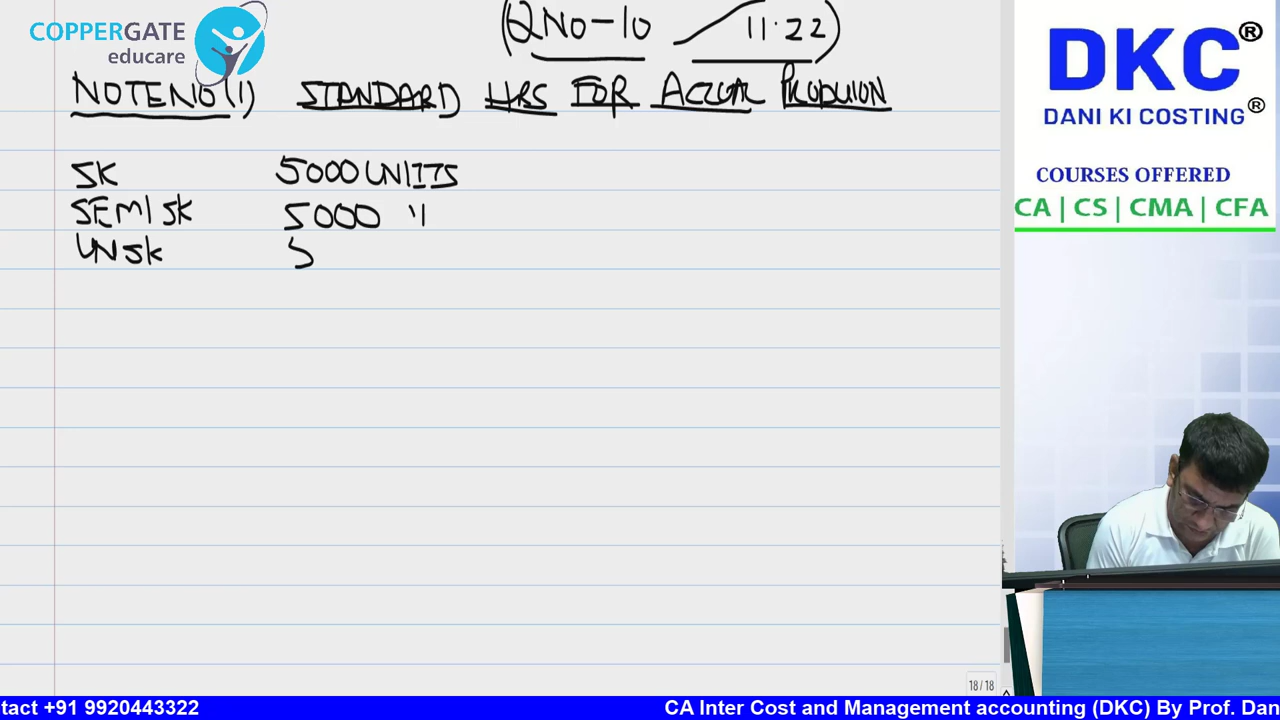 COPPERGATE
educare
(QNO-10 11.22)
NOTENO(1) STANDARD HRS FOR ACTUAL PRODUCTION
SK 5000 UNITS
SEMI SK 5000 "
UNSK 5
DKC®
DANI KI COSTING®
COURSES OFFERED
CA | CS | CMA | CFA
18 / 18
tact +91 9920443322 CA Inter Cost and Management accounting (DKC) By Prof. Dan